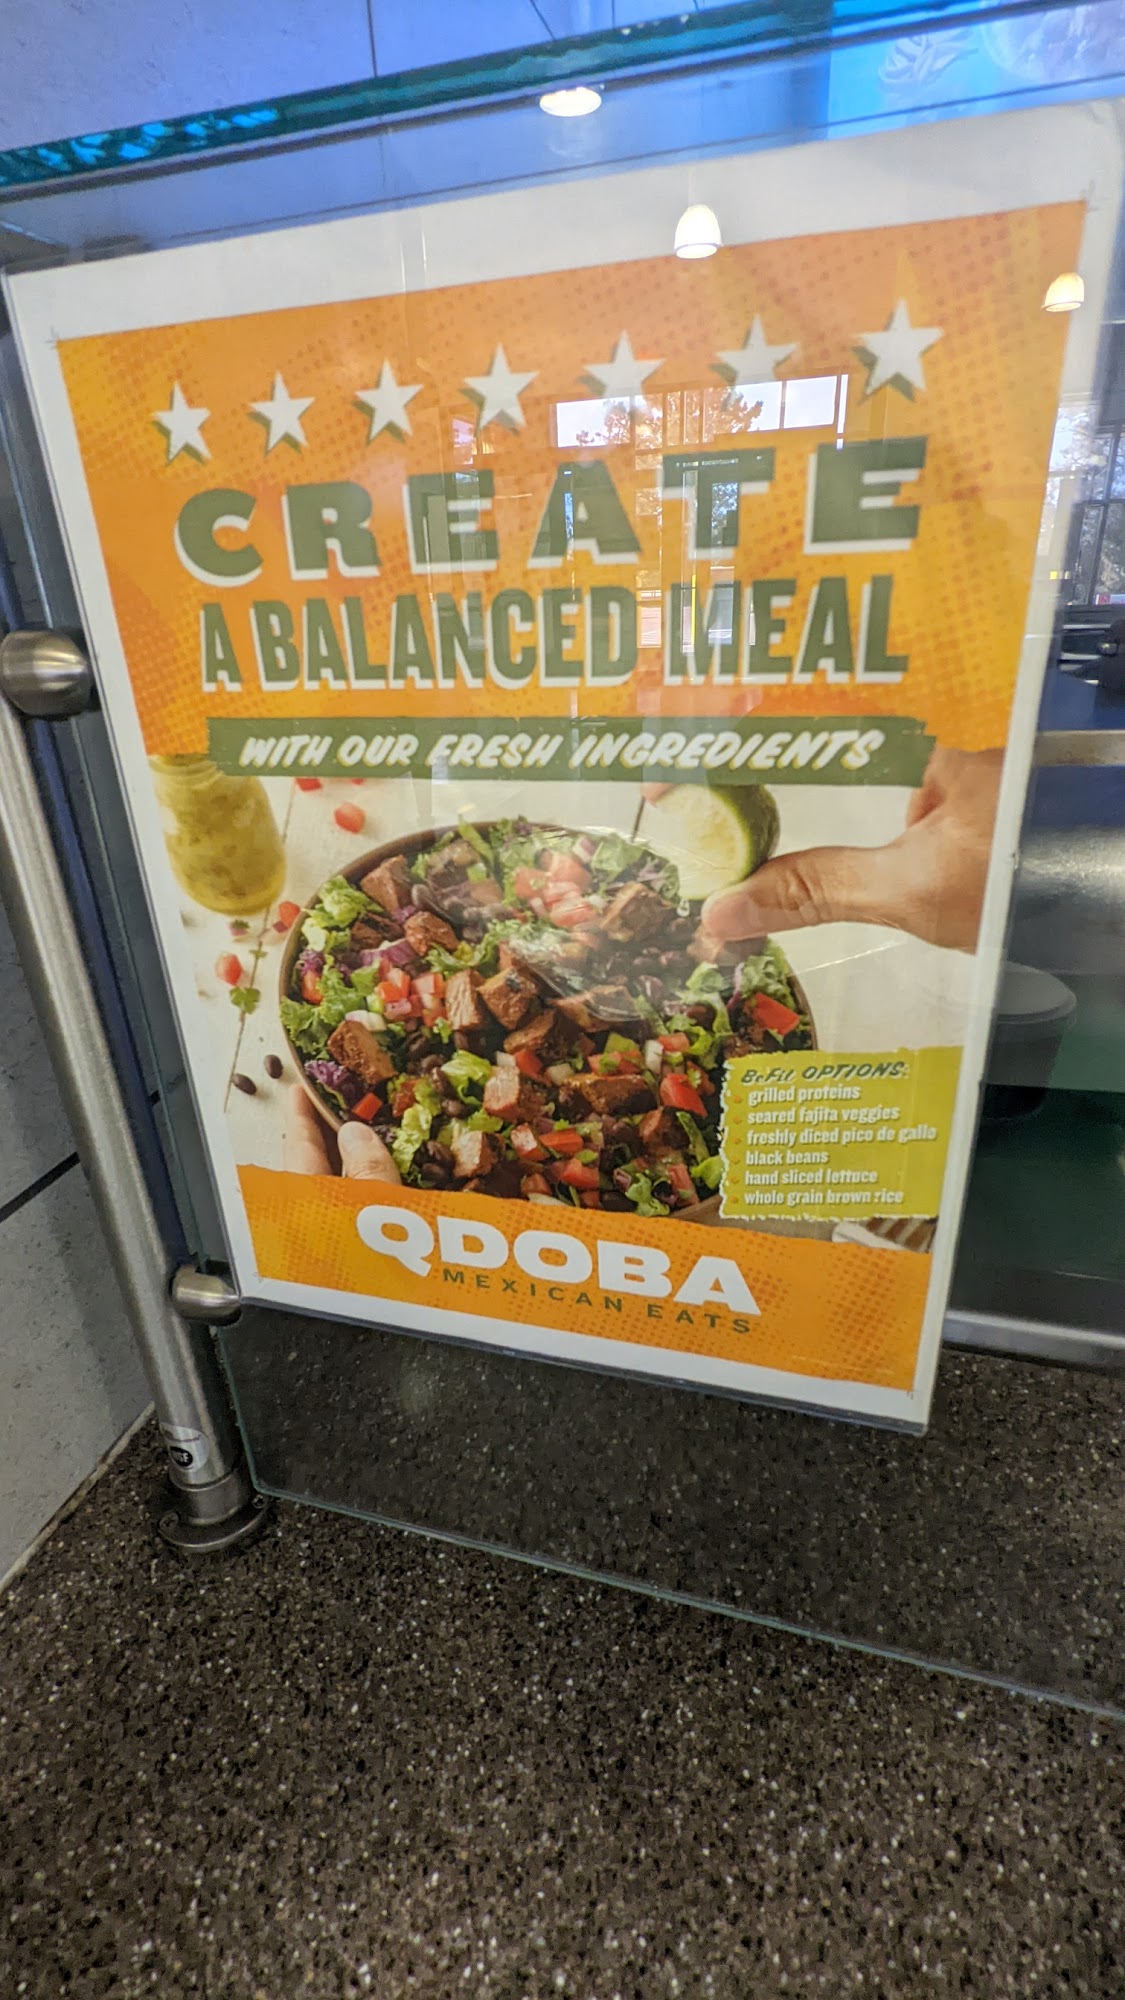 CREATE
A BALANCED MEAL
WITH OUR FRESH INGREDIENTS
BeFit OPTIONS:
grilled proteins
seared fajita veggies
freshly diced pico de gallo
black beans
hand sliced lettuce
whole grain brown rice
QDOBA
MEXICAN EATS
NSF